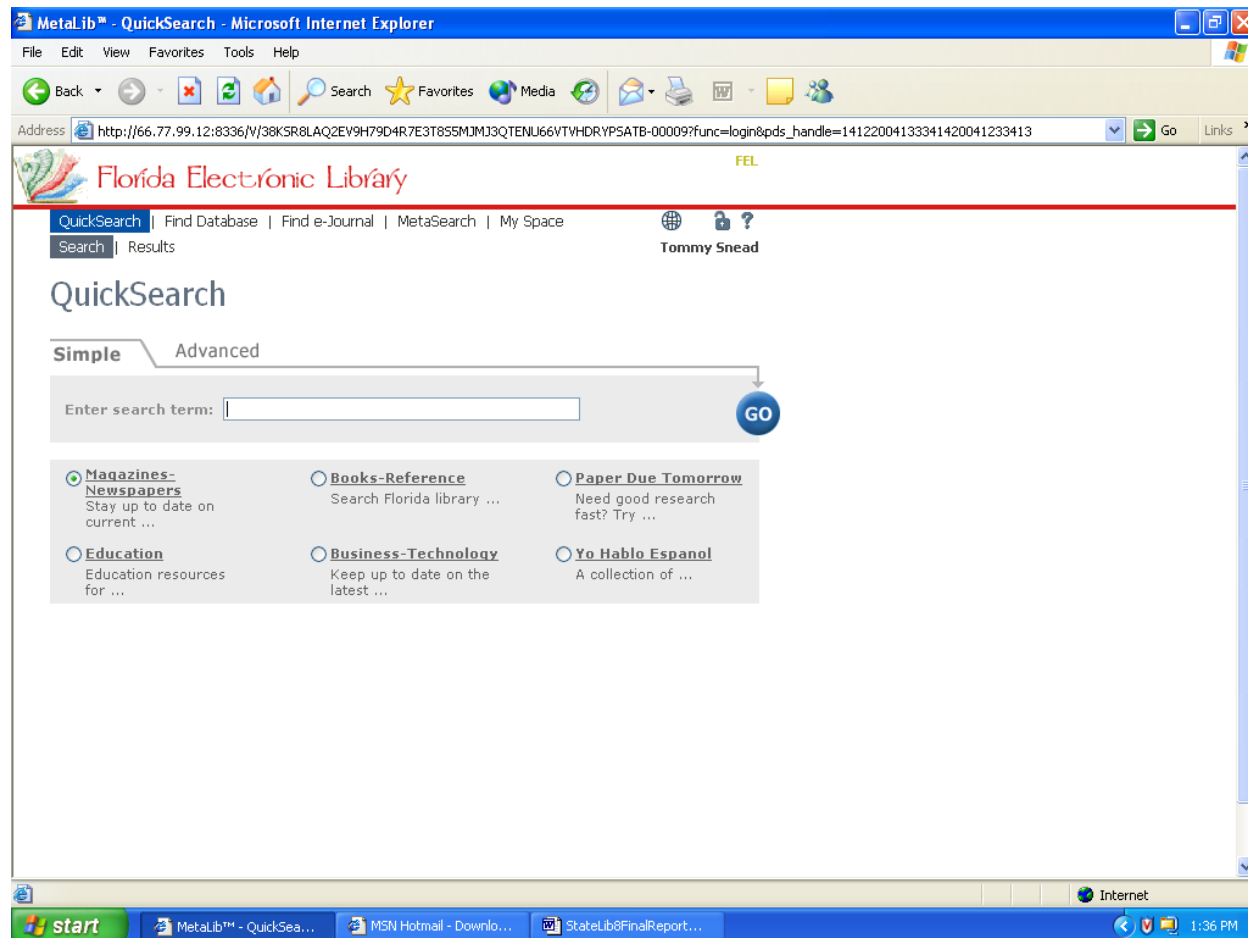 MetaLib™ - QuickSearch - Microsoft Internet Explorer
File Edit View Favorites Tools Help
Back Search Favorites Media
Address http://66.77.99.12:8336/V/38KSR8LAQ2EV9H79D4R7E3T8S5MJMJ3QTENU66VTVHDRYPSATB-00009?func=login&pds_handle=14122004133341420041233413 Go Links
FEL
Florida Electronic Library
QuickSearch | Find Database | Find e-Journal | MetaSearch | My Space ?
Search | Results
Tommy Snead
QuickSearch
Simple Advanced
Enter search term: GO
Magazines-
Newspapers
Stay up to date on
current ...
Books-Reference
Search Florida library ...
Paper Due Tomorrow
Need good research
fast? Try ...
Education
Education resources
for ...
Business-Technology
Keep up to date on the
latest ...
Yo Hablo Espanol
A collection of ...
Internet
start MetaLib™ - QuickSea... MSN Hotmail - Downlo... StateLib8FinalReport... 1:36 PM